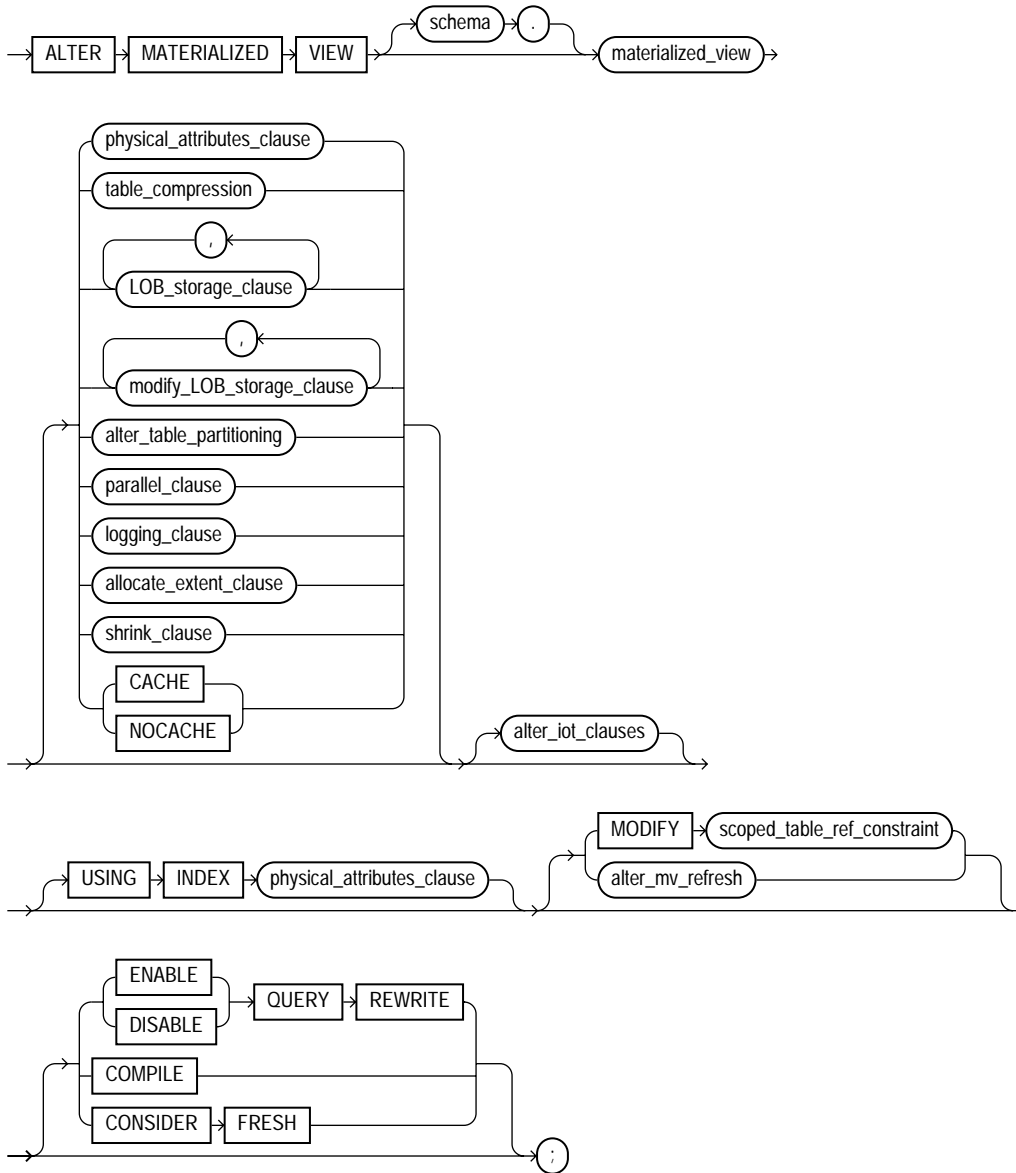 schema .
ALTER MATERIALIZED VIEW materialized_view
physical_attributes_clause
table_compression
,
LOB_storage_clause
,
modify_LOB_storage_clause
alter_table_partitioning
parallel_clause
logging_clause
allocate_extent_clause
shrink_clause
CACHE
NOCACHE
alter_iot_clauses
MODIFY scoped_table_ref_constraint
USING INDEX physical_attributes_clause
alter_mv_refresh
ENABLE
QUERY REWRITE
DISABLE
COMPILE
CONSIDER FRESH
;